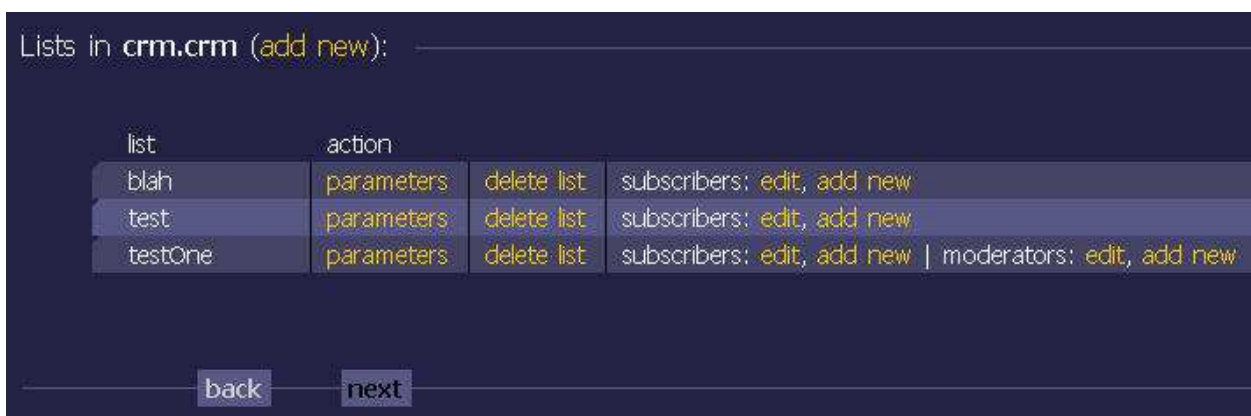 Lists in crm.crm (add new):
list action
blah parameters delete list subscribers: edit, add new
test parameters delete list subscribers: edit, add new
testOne parameters delete list subscribers: edit, add new | moderators: edit, add new
back next